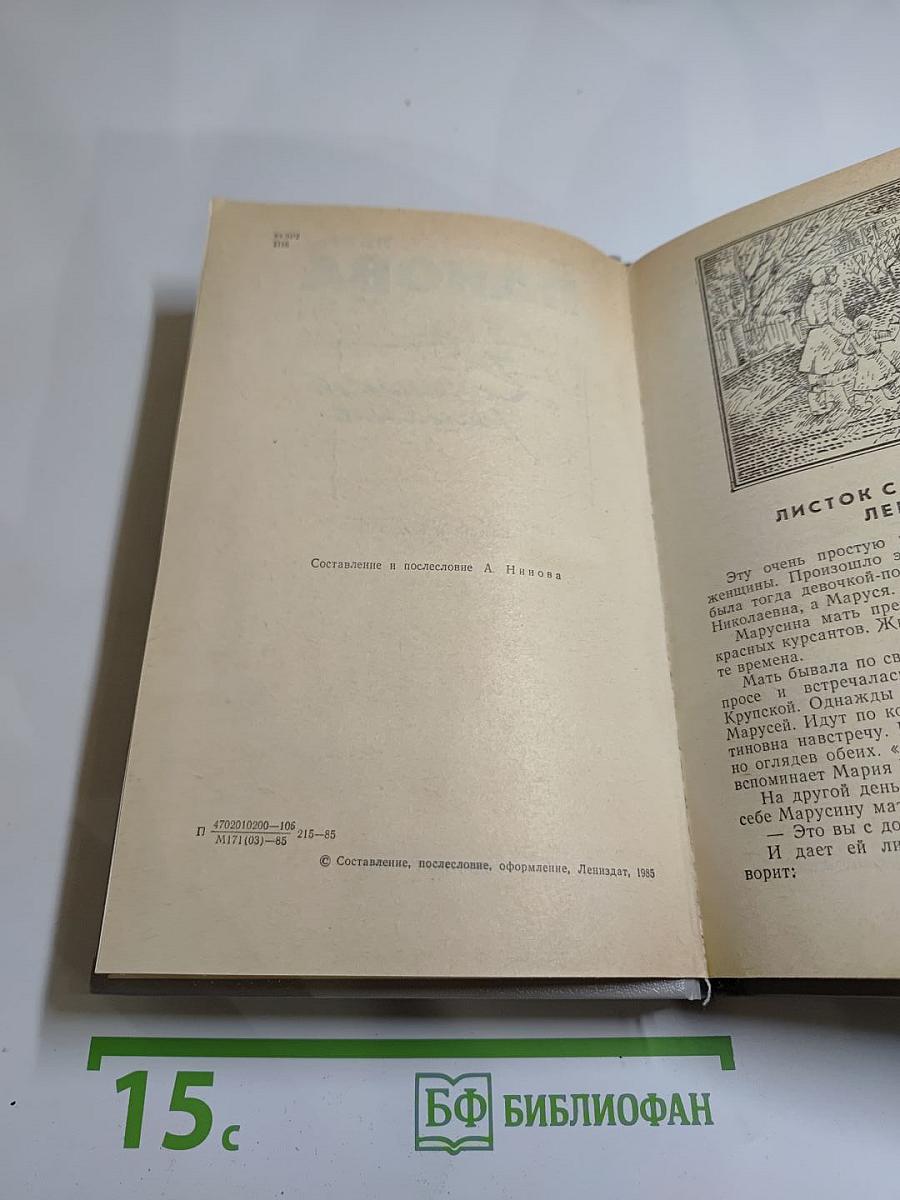 Составление и послесловие А. Нинова
П 4702010200—106
М171(03)—85 215—85
© Составление, послесловие, оформление, Лениздат, 1985
ЛИСТОК С
ЛЕ
Эту очень простую
женщины. Произошло э
была тогда девочкой-по
Николаевна, а Маруся.
Марусина мать пре
красных курсантов. Ж
те времена.
Мать бывала по св
просе и встречалас
Крупской. Однажды
Марусей. Идут по ко
тиновна навстречу.
но оглядев обеих. «
вспоминает Мария
На другой день
себе Марусину мат
— Это вы с до
И дает ей ли
ворит:
15 с
БФ БИБЛИОФАН